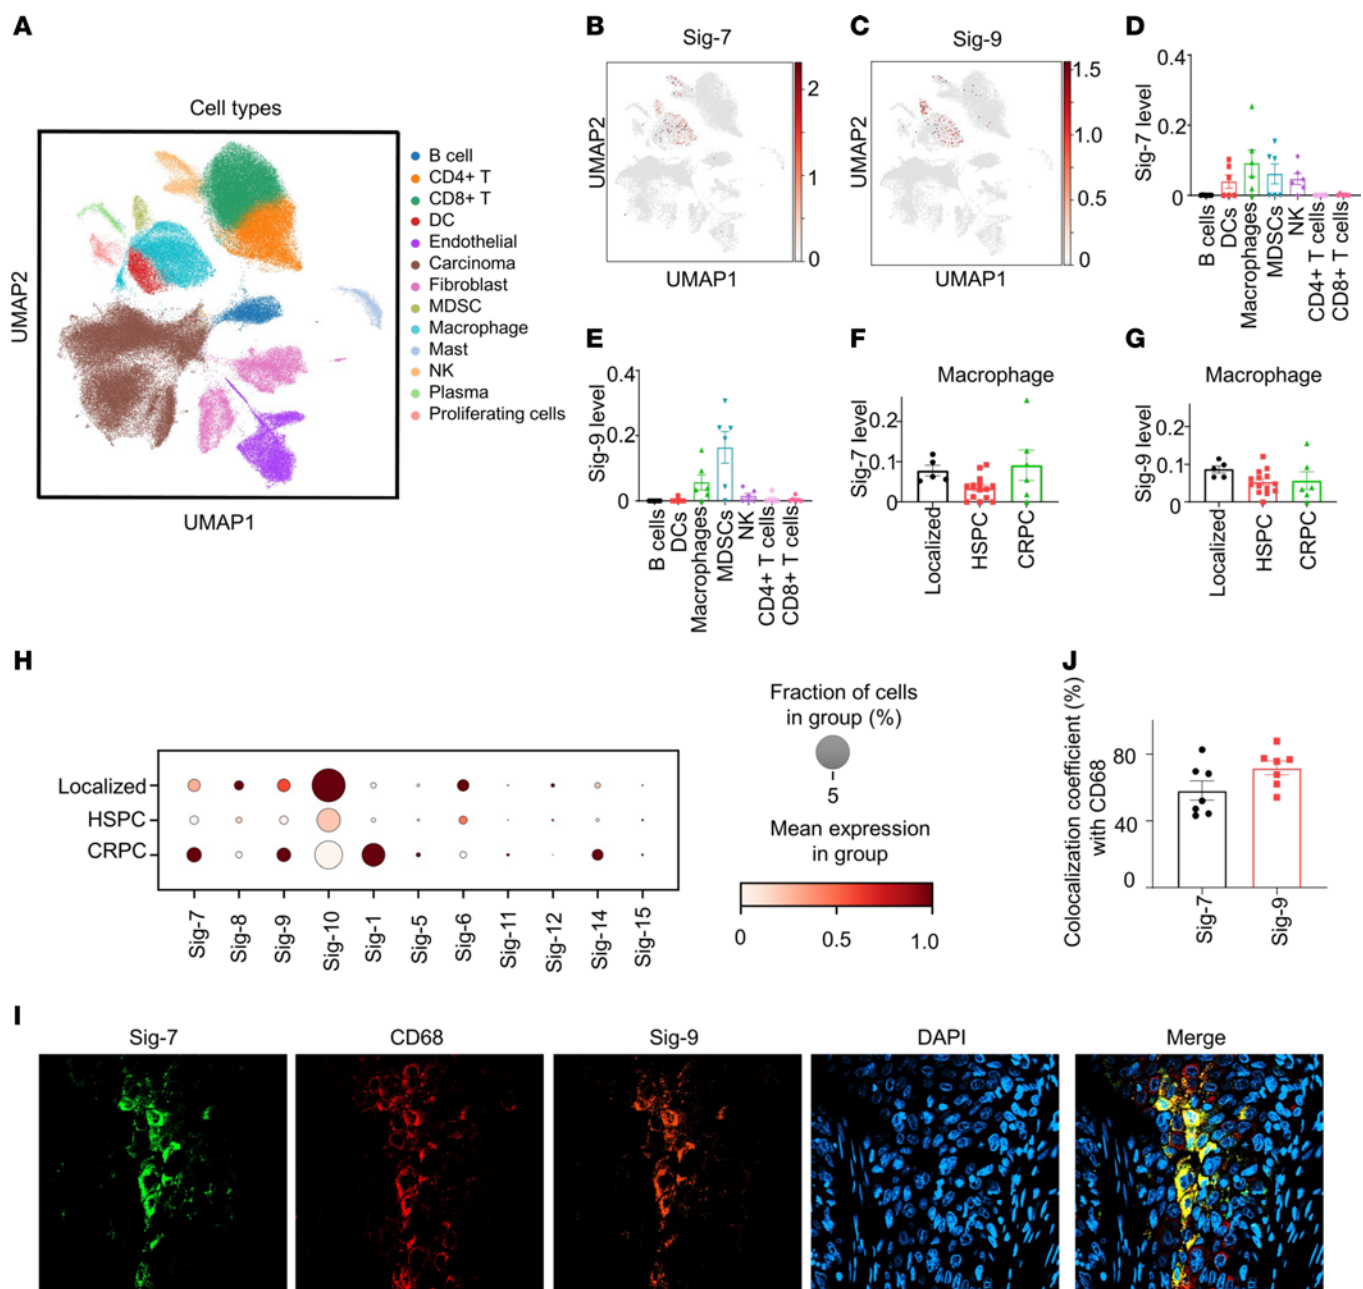 A
Cell types
UMAP2
UMAP1
B cell
CD4+ T
CD8+ T
DC
Endothelial
Carcinoma
Fibroblast
MDSC
Macrophage
Mast
NK
Plasma
Proliferating cells
B
Sig-7
UMAP2
UMAP1
2
1
0
C
Sig-9
UMAP2
UMAP1
1.5
1.0
0.5
0
D
Sig-7 level
0.4
0.2
0
B cells
DCs
Macrophages
MDSCs
NK
CD4+ T cells
CD8+ T cells
E
Sig-9 level
0.4
0.2
0
B cells
DCs
Macrophages
MDSCs
NK
CD4+ T cells
CD8+ T cells
F
Macrophage
Sig-7 level
0.2
0.1
0
Localized
HSPC
CRPC
G
Macrophage
Sig-9 level
0.2
0.1
0
Localized
HSPC
CRPC
H
Localized
HSPC
CRPC
Sig-7
Sig-8
Sig-9
Sig-10
Sig-1
Sig-5
Sig-6
Sig-11
Sig-12
Sig-14
Sig-15
Fraction of cells
in group (%)
5
Mean expression
in group
0 0.5 1.0
J
Colocalization coefficient (%)
with CD68
80
40
0
Sig-7
Sig-9
I
Sig-7
CD68
Sig-9
DAPI
Merge